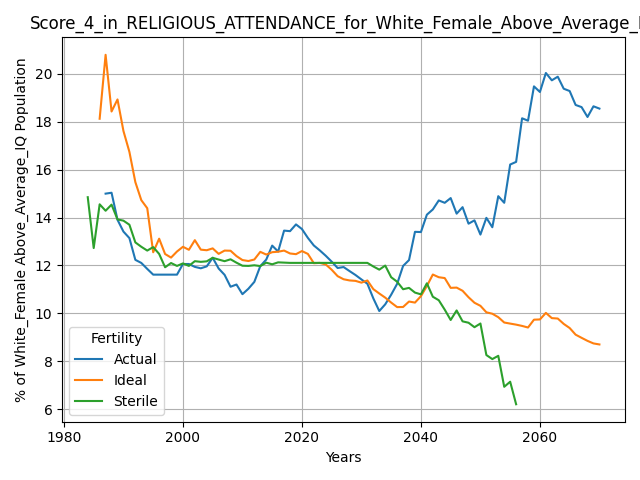 Score_4_in_RELIGIOUS_ATTENDANCE_for_White_Female_Above_Average_
% of White_Female Above_Average_IQ Population
20
18
16
14
12
10
8
6
Fertility
Actual
Ideal
Sterile
1980 2000 2020 2040 2060
Years